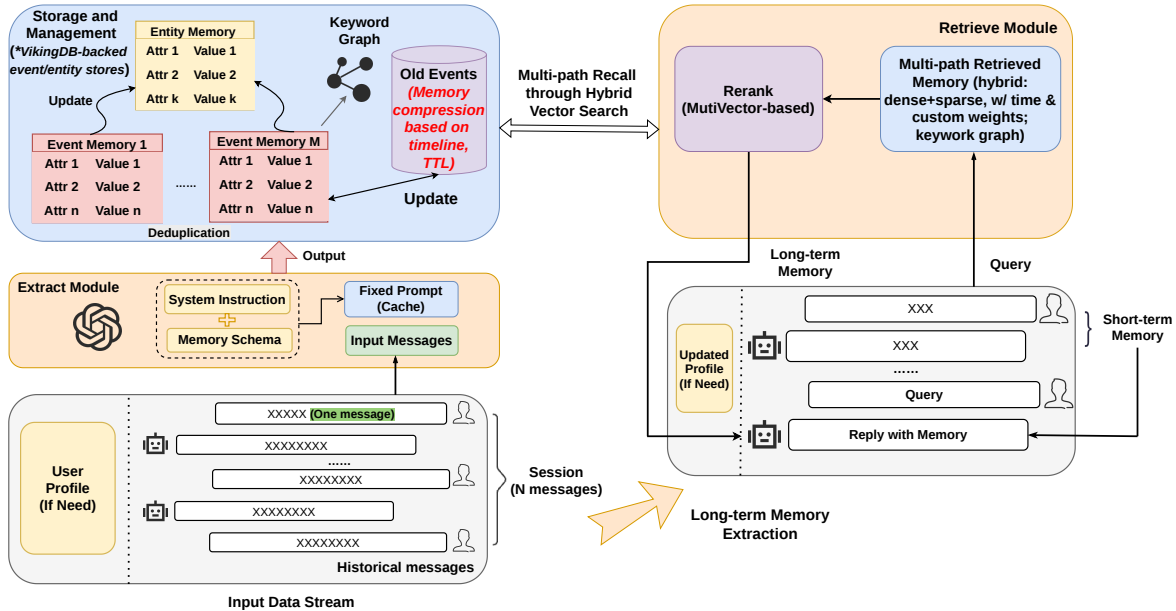 Storage and
Management
(*VikingDB-backed
event/entity stores)
Update
Entity Memory
Attr 1 Value 1
Attr 2 Value 2
Attr k Value k
Keyword
Graph
Old Events
(Memory
compression
based on
timeline,
TTL)
Event Memory 1
Attr 1 Value 1
Attr 2 Value 2
Attr n Value n
......
Event Memory M
Attr 1 Value 1
Attr 2 Value 2
Attr n Value n
Update
Deduplication
Multi-path Recall
through Hybrid
Vector Search
Retrieve Module
Rerank
(MutiVector-based)
Multi-path Retrieved
Memory (hybrid:
dense+sparse, w/ time &
custom weights;
keywork graph)
Output
Extract Module
System Instruction
Memory Schema
Fixed Prompt
(Cache)
Input Messages
Long-term
Memory
Query
Updated
Profile
(If Need)
XXX
XXX
......
Query
Reply with Memory
Short-term
Memory
User
Profile
(If Need)
XXXXX (One message)
XXXXXXXX
......
XXXXXXXX
XXXXXXXX
XXXXXXXX
Historical messages
Session
(N messages)
Long-term Memory
Extraction
Input Data Stream